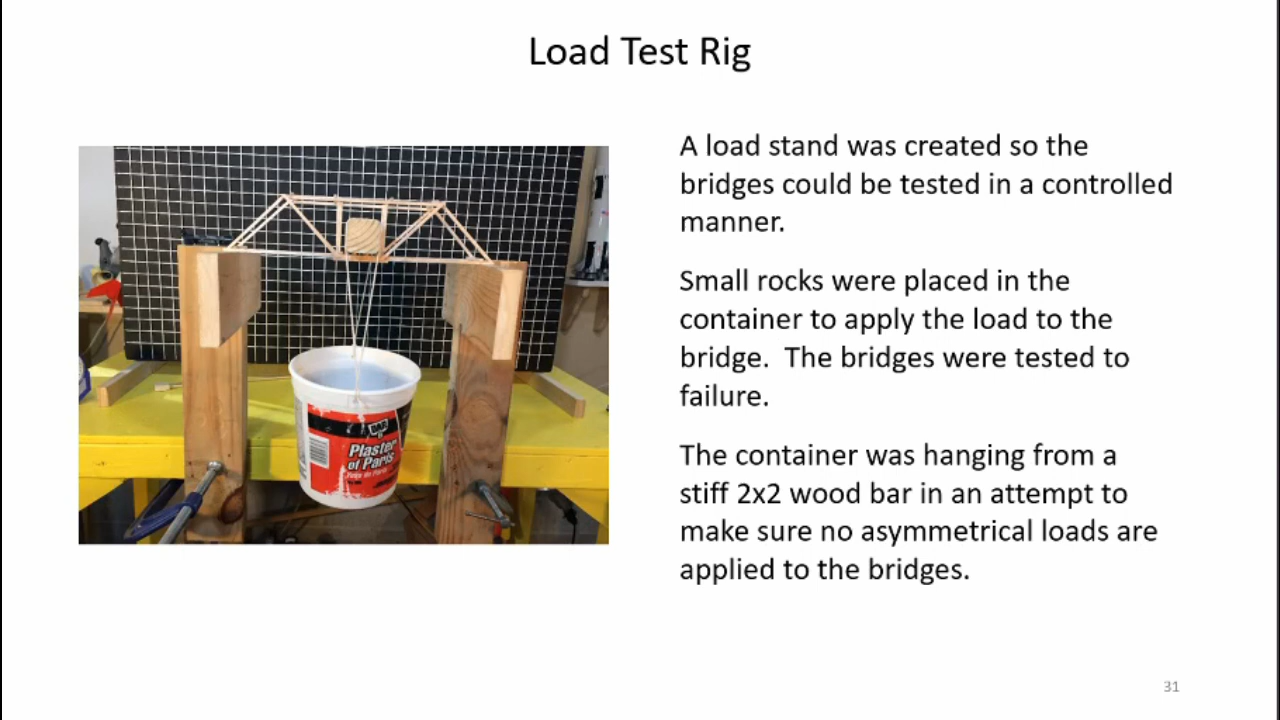 Load Test Rig
A load stand was created so the
bridges could be tested in a controlled
manner.
Small rocks were placed in the
container to apply the load to the
bridge.  The bridges were tested to
failure.
The container was hanging from a
stiff 2x2 wood bar in an attempt to
make sure no asymmetrical loads are
applied to the bridges.
DAP
Plaster
of Paris
31